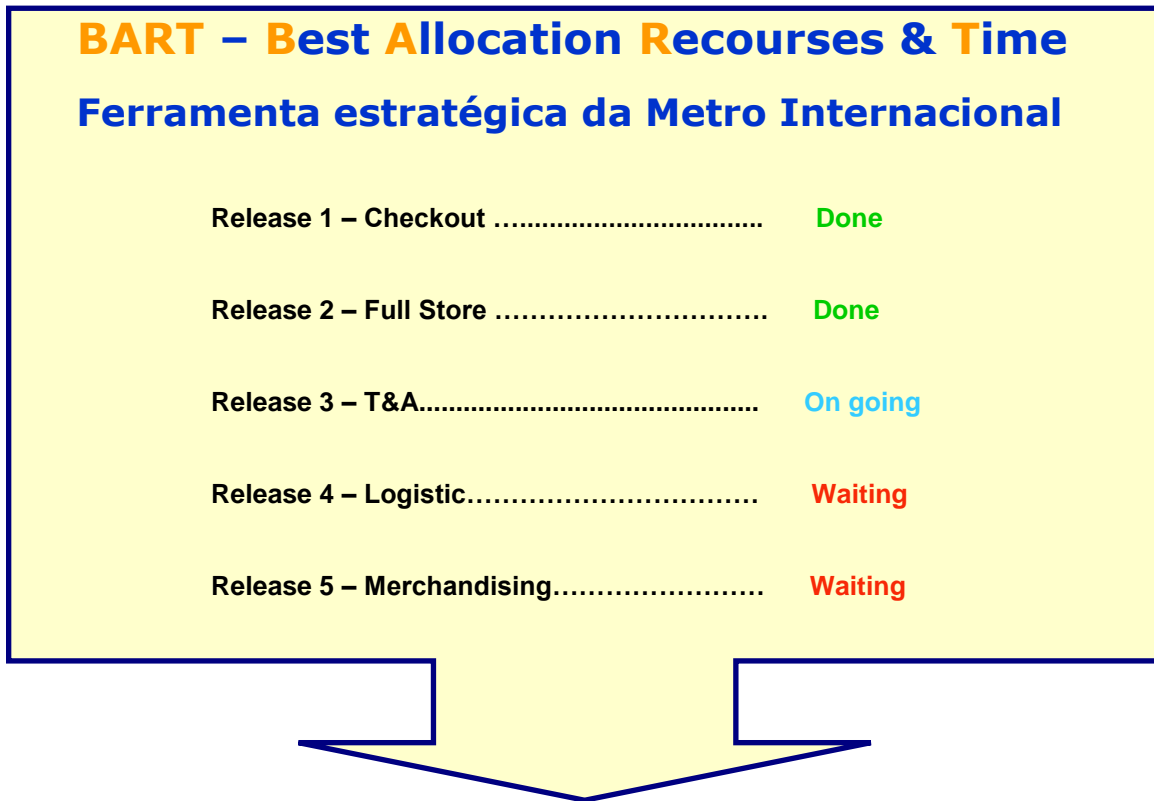 BART – Best Allocation Recourses & Time
Ferramenta estratégica da Metro Internacional
Release 1 – Checkout ….................................. Done
Release 2 – Full Store …………………………. Done
Release 3 – T&A.............................................. On going
Release 4 – Logistic…………………………… Waiting
Release 5 – Merchandising…………………… Waiting